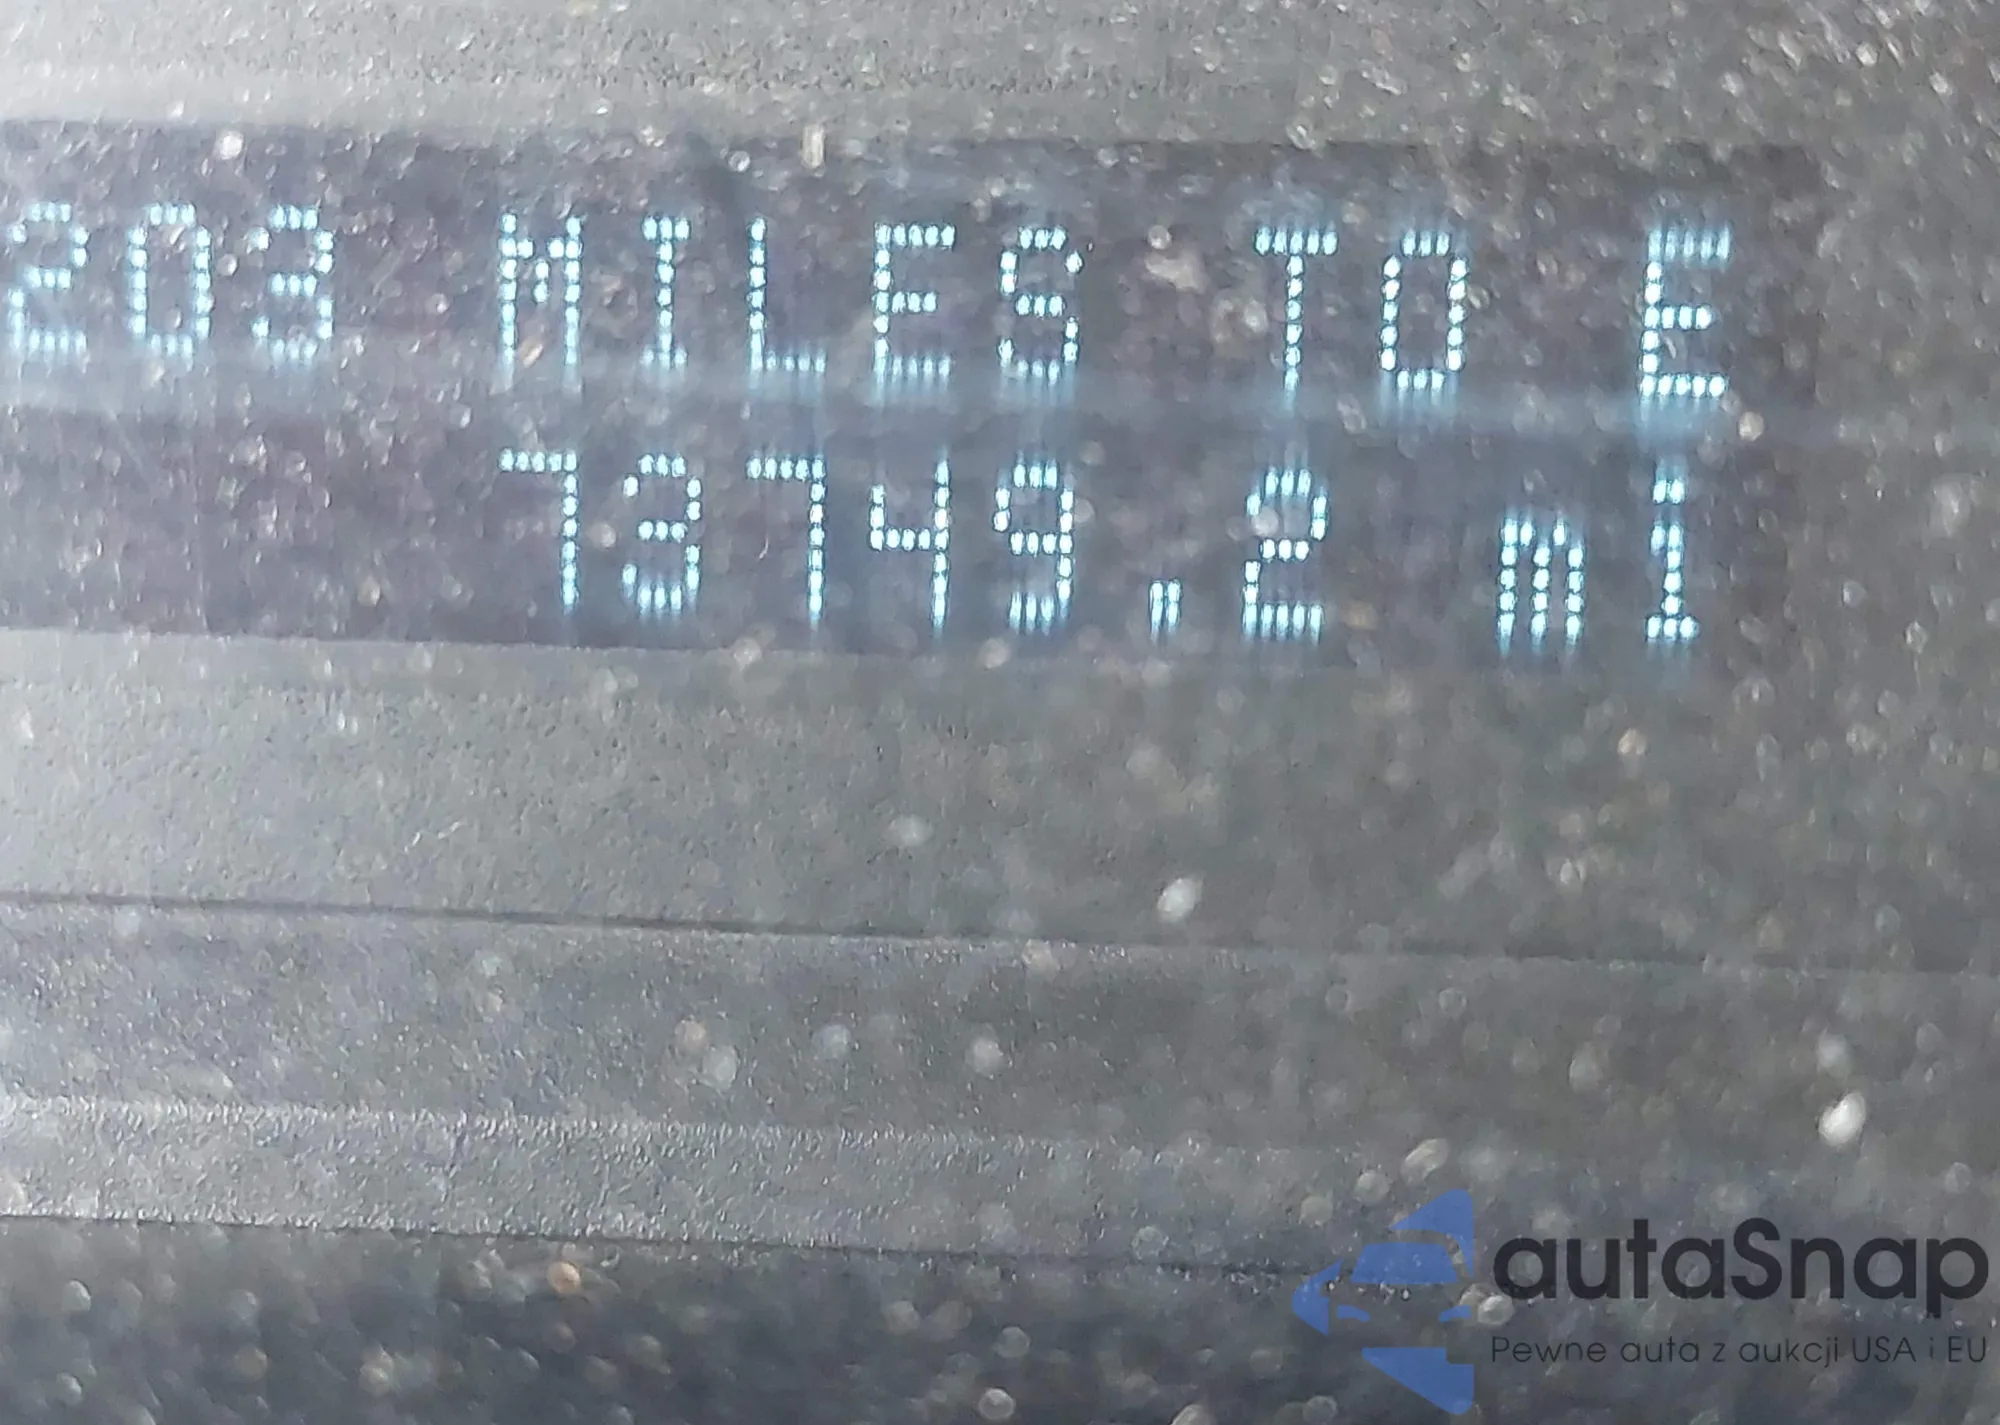 203 MILES TO E
73749.2 mi
autaSnap
Pewne auta z aukcji USA i EU